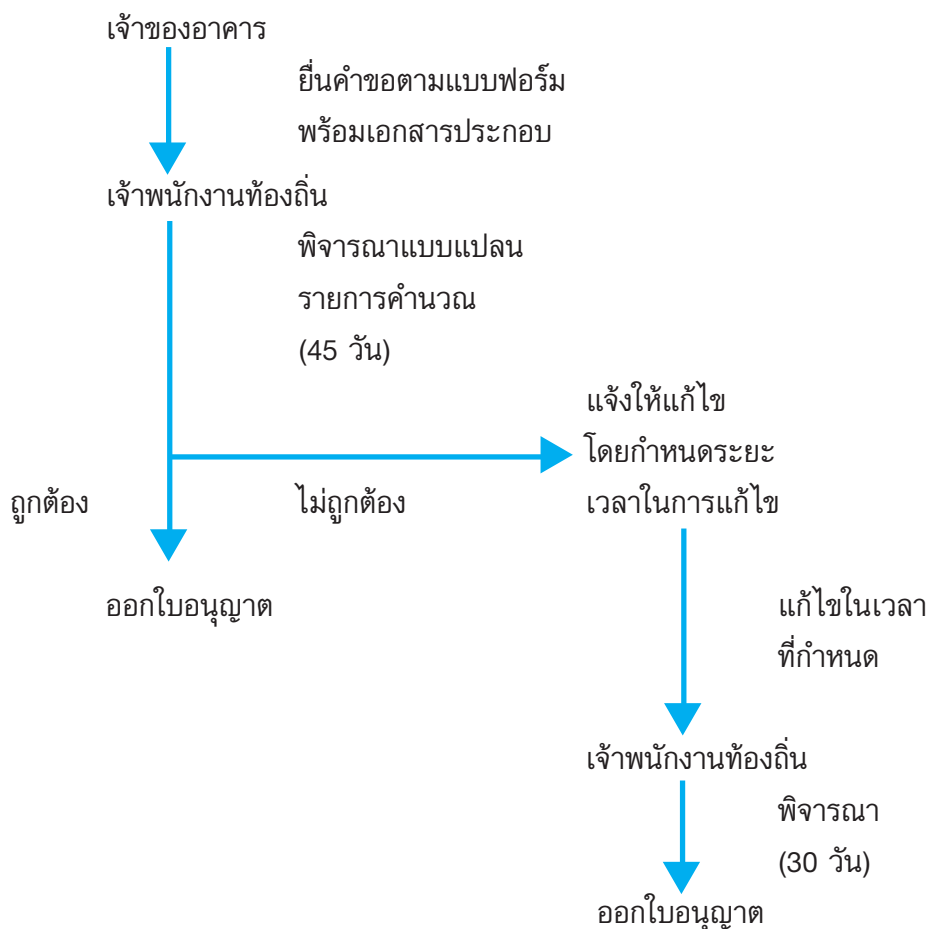 เจ้าของอาคาร
ยื่นคำขอตามแบบฟอร์ม
พร้อมเอกสารประกอบ
เจ้าพนักงานท้องถิ่น
พิจารณาแบบแปลน
รายการคำนวณ
(45 วัน)
แจ้งให้แก้ไข
โดยกำหนดระยะ
เวลาในการแก้ไข
ถูกต้อง
ไม่ถูกต้อง
ออกใบอนุญาต
แก้ไขในเวลา
ที่กำหนด
เจ้าพนักงานท้องถิ่น
พิจารณา
(30 วัน)
ออกใบอนุญาต